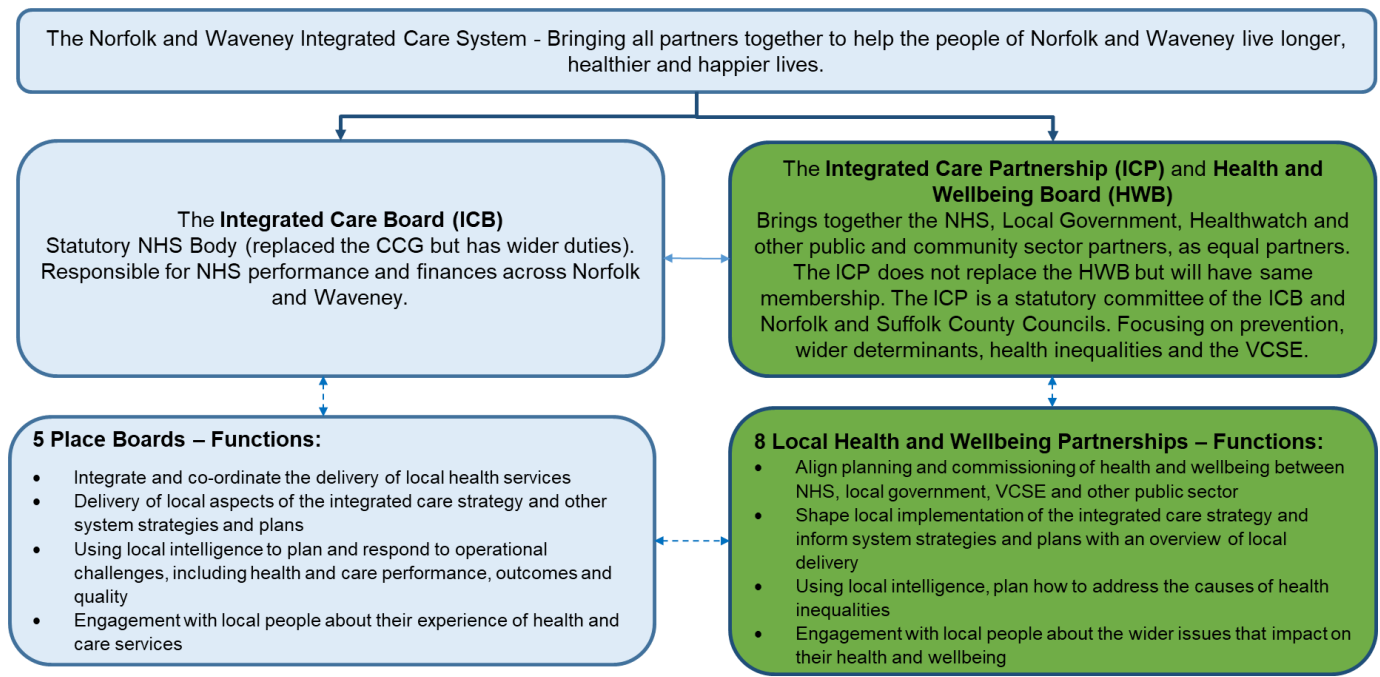 The Norfolk and Waveney Integrated Care System - Bringing all partners together to help the people of Norfolk and Waveney live longer,
healthier and happier lives.
The Integrated Care Board (ICB)
Statutory NHS Body (replaced the CCG but has wider duties).
Responsible for NHS performance and finances across Norfolk
and Waveney.
The Integrated Care Partnership (ICP) and Health and
Wellbeing Board (HWB)
Brings together the NHS, Local Government, Healthwatch and
other public and community sector partners, as equal partners.
The ICP does not replace the HWB but will have same
membership. The ICP is a statutory committee of the ICB and
Norfolk and Suffolk County Councils. Focusing on prevention,
wider determinants, health inequalities and the VCSE.
5 Place Boards – Functions:
• Integrate and co-ordinate the delivery of local health services
• Delivery of local aspects of the integrated care strategy and other
system strategies and plans
• Using local intelligence to plan and respond to operational
challenges, including health and care performance, outcomes and
quality
• Engagement with local people about their experience of health and
care services
8 Local Health and Wellbeing Partnerships – Functions:
• Align planning and commissioning of health and wellbeing between
NHS, local government, VCSE and other public sector
• Shape local implementation of the integrated care strategy and
inform system strategies and plans with an overview of local
delivery
• Using local intelligence, plan how to address the causes of health
inequalities
• Engagement with local people about the wider issues that impact on
their health and wellbeing